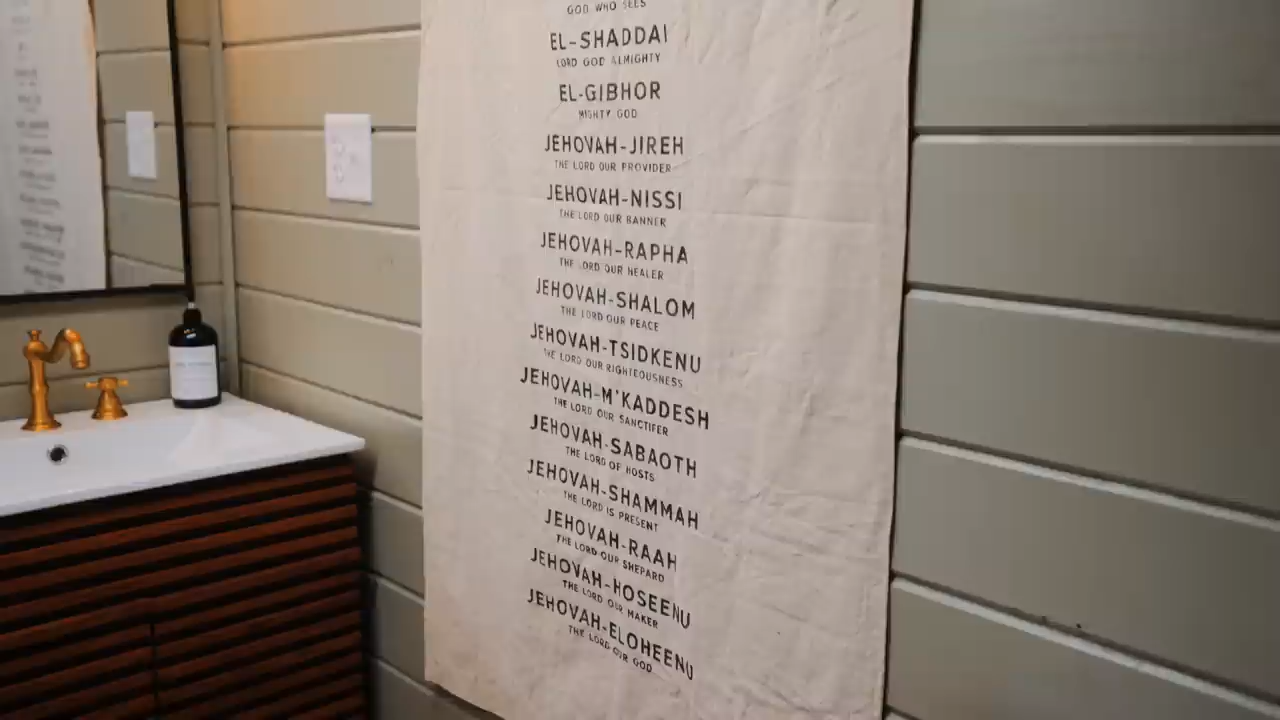 GOD WHO SEES
EL-SHADDAI
LORD GOD ALMIGHTY
EL-GIBHOR
MIGHTY GOD
JEHOVAH-JIREH
THE LORD OUR PROVIDER
JEHOVAH-NISSI
THE LORD OUR BANNER
JEHOVAH-RAPHA
THE LORD OUR HEALER
JEHOVAH-SHALOM
THE LORD OUR PEACE
JEHOVAH-TSIDKENU
THE LORD OUR RIGHTEOUSNESS
JEHOVAH-M'KADDESH
THE LORD OUR SANCTIFER
JEHOVAH-SABAOTH
THE LORD OF HOSTS
JEHOVAH-SHAMMAH
THE LORD IS PRESENT
JEHOVAH-RAAH
THE LORD OUR SHEPARD
JEHOVAH-HOSEENU
THE LORD OUR MAKER
JEHOVAH-ELOHEENU
THE LORD OUR GOD